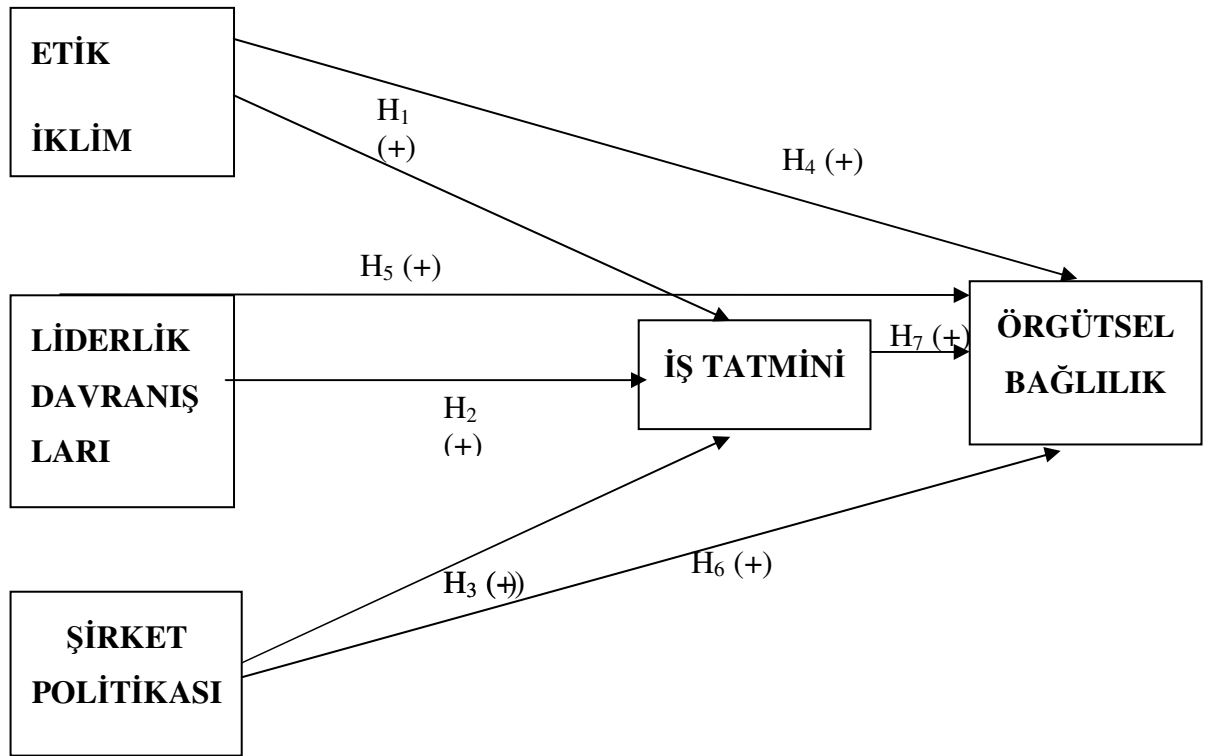 ETİK
İKLİM
H₁
(+)
H₄ (+)
H₅ (+)
LİDERLİK
DAVRANIŞ
LARI
H₂
(+)
İŞ TATMİNİ
H₇ (+)
ÖRGÜTSEL
BAĞLILIK
H₃ (+)
H₆ (+)
ŞİRKET
POLİTİKASI